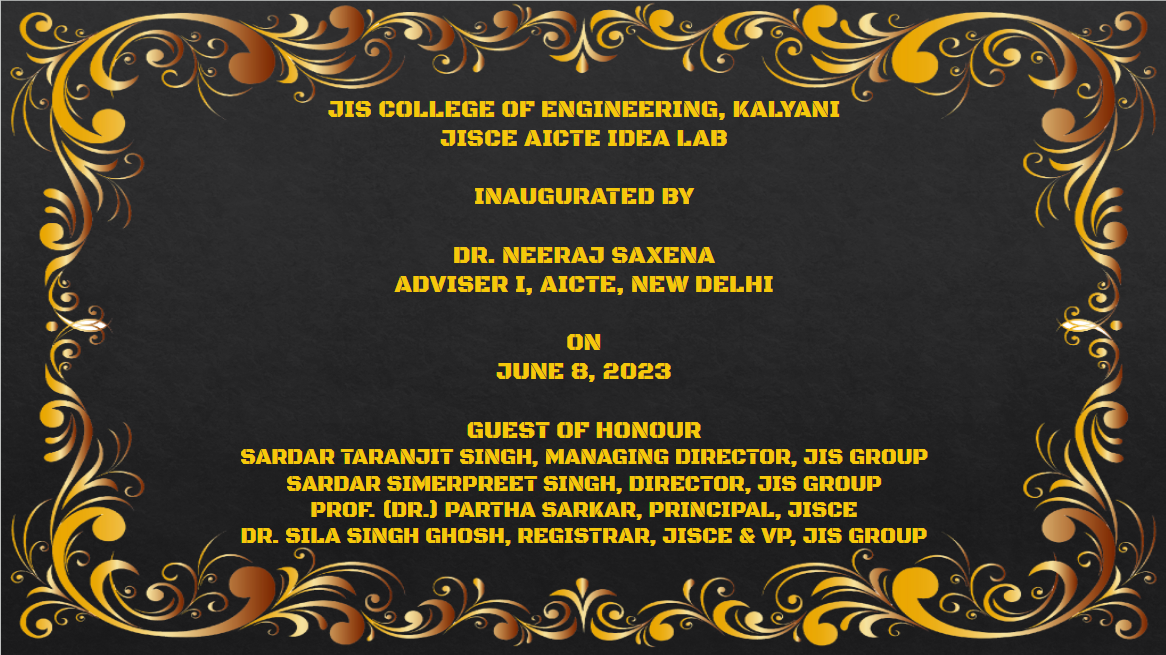 JIS COLLEGE OF ENGINEERING, KALYANI
JISCE AICTE IDEA LAB
INAUGURATED BY
DR. NEERAJ SAXENA
ADVISER I, AICTE, NEW DELHI
ON
JUNE 8, 2023
GUEST OF HONOUR
SARDAR TARANJIT SINGH, MANAGING DIRECTOR, JIS GROUP
SARDAR SIMERPREET SINGH, DIRECTOR, JIS GROUP
PROF. (DR.) PARTHA SARKAR, PRINCIPAL, JISCE
DR. SILA SINGH GHOSH, REGISTRAR, JISCE & VP, JIS GROUP